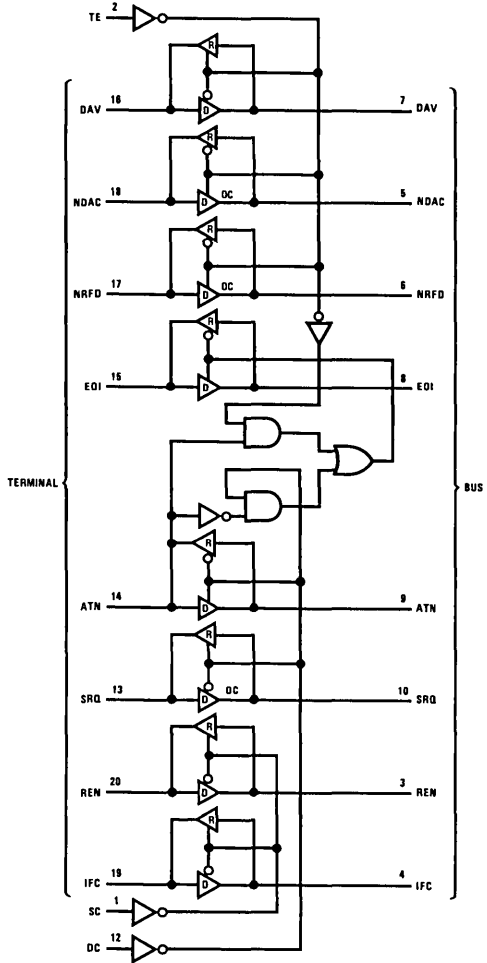 TE 2
R
DAV 16 D 7 DAV
R
NDAC 18 D OC 5 NDAC
R
NRFD 17 D OC 6 NRFD
R
EOI 15 D 8 EOI
TERMINAL BUS
R
ATN 14 D 9 ATN
R
SRQ 13 D OC 10 SRQ
R
REN 20 D 3 REN
R
IFC 19 D 4 IFC
SC 1
DC 12